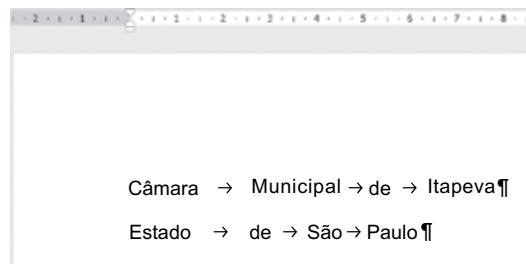 2 1 1 2 3 4 5 6 7 8
Câmara → Municipal → de → Itapeva¶
Estado → de → São → Paulo¶